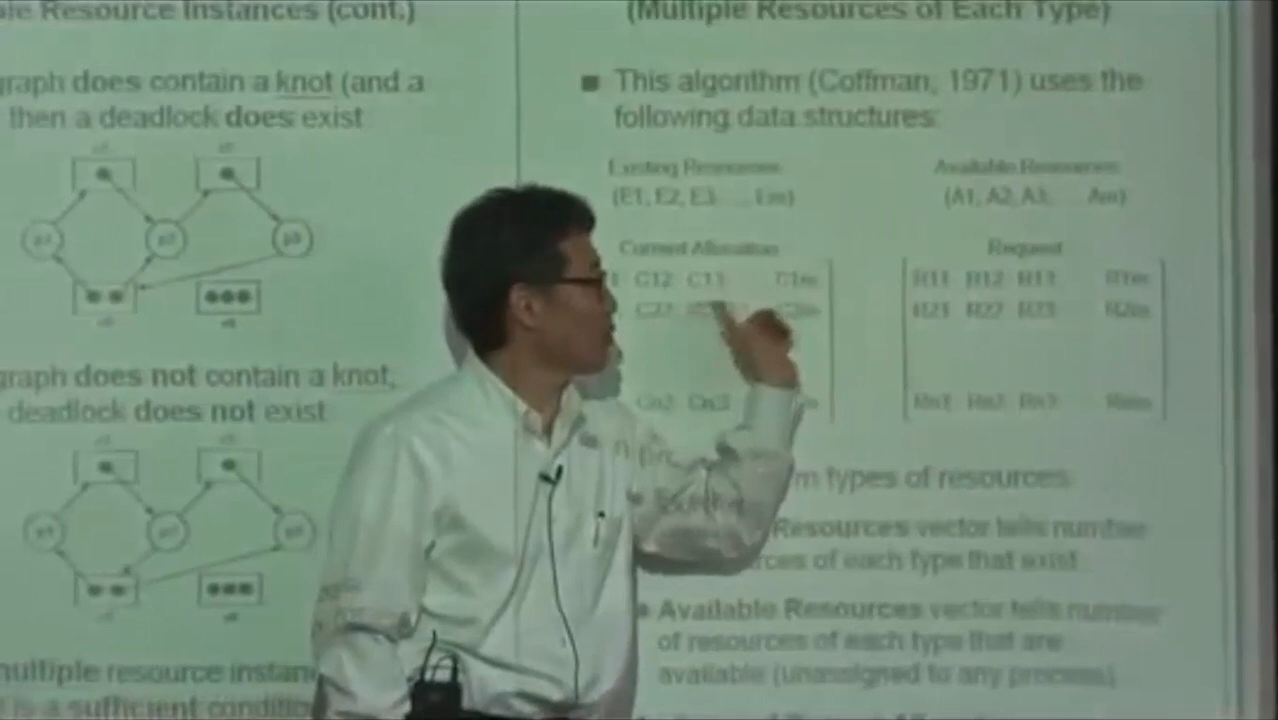 le Resource Instances (cont.)
graph does contain a knot (and a
then a deadlock does exist
graph does not contain a knot,
deadlock does not exist
multiple resource instan
is a sufficient conditio
(Multiple Resources of Each Type)
This algorithm (Coffman, 1971) uses the
following data structures:
Existing Resources Available Resources
(E1, E2, E3, ... Em) (A1, A2, A3, ... Am)
Current Allocation Request
C12 C13 C1m R11 R12 R13 R1m
C22 C2m R21 R22 R23 R2m
Cn2 Cn3 Rn1 Rn2 Rn3 Rnm
m types of resources
Resources vector tells number
rces of each type that exist
Available Resources vector tells number
of resources of each type that are
available (unassigned to any process)